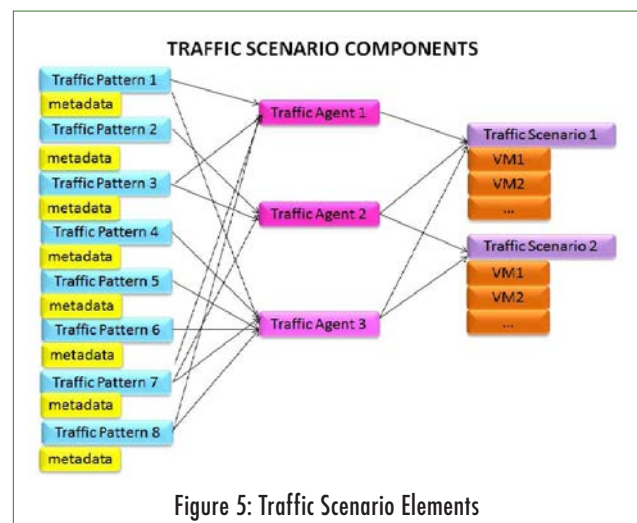 TRAFFIC SCENARIO COMPONENTS
Traffic Pattern 1
metadata
Traffic Pattern 2
metadata
Traffic Pattern 3
metadata
Traffic Pattern 4
metadata
Traffic Pattern 5
metadata
Traffic Pattern 6
metadata
Traffic Pattern 7
metadata
Traffic Pattern 8
metadata
Traffic Agent 1
Traffic Agent 2
Traffic Agent 3
Traffic Scenario 1
VM1
VM2
...
Traffic Scenario 2
VM1
VM2
...
Figure 5: Traffic Scenario Elements